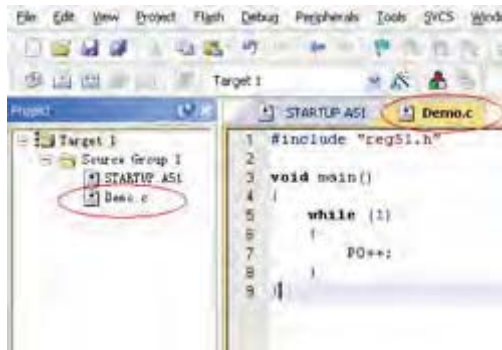 File Edit View Project Flash Debug Peripherals Tools SVCS
Target 1
Project
STARTUP.A51 Demo.c
Target 1
Source Group 1
STARTUP.A51
Demo.c
1 #include "reg51.h"
2
3 void main()
4 {
5 while (1)
6 {
7 P0++;
8 }
9 }